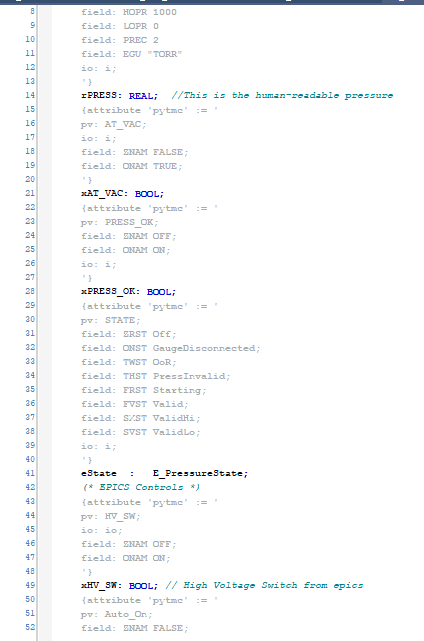 8 field: HOPR 1000
9 field: LOPR 0
10 field: PREC 2
11 field: EGU "TORR"
12 io: i;
13 '}
14 rPRESS: REAL; //This is the human-readable pressure
15 {attribute 'pytmc' := '
16 pv: AT_VAC;
17 io: i;
18 field: ZNAM FALSE;
19 field: ONAM TRUE;
20 '}
21 xAT_VAC: BOOL;
22 {attribute 'pytmc' := '
23 pv: PRESS_OK;
24 field: ZNAM OFF;
25 field: ONAM ON;
26 io: i;
27 '}
28 xPRESS_OK: BOOL;
29 {attribute 'pytmc' := '
30 pv: STATE;
31 field: ZRST Off;
32 field: ONST GaugeDisconnected;
33 field: TWST OoR;
34 field: THST PressInvalid;
35 field: FRST Starting;
36 field: FVST Valid;
37 field: SXST ValidHi;
38 field: SVST ValidLo;
39 io: i;
40 '}
41 eState : E_PressureState;
42 (* EPICS Controls *)
43 {attribute 'pytmc' := '
44 pv: HV_SW;
45 io: io;
46 field: ZNAM OFF;
47 field: ONAM ON;
48 '}
49 xHV_SW: BOOL; // High Voltage Switch from epics
50 {attribute 'pytmc' := '
51 pv: Auto_On;
52 field: ZNAM FALSE;